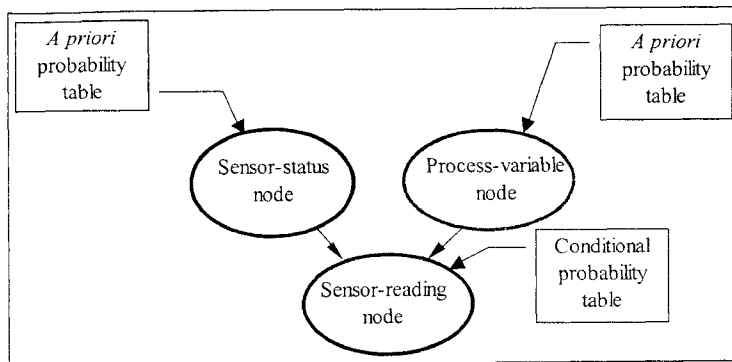 A priori
probability
table
A priori
probability
table
Sensor-status
node
Process-variable
node
Conditional
probability
table
Sensor-reading
node